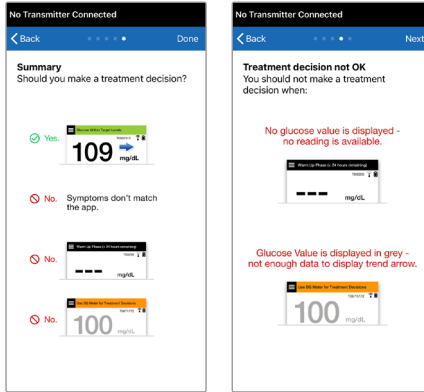 No Transmitter Connected
Back
Done
Summary
Should you make a treatment decision?
Yes.
Glucose Within Target Levels
109
mg/dL
No.
Symptoms don't match
the app.
No.
Warm Up Phase (≤ 24 hours remaining)
---
mg/dL
No.
Use BG Meter for Treatment Decisions
100
mg/dL
No Transmitter Connected
Back
Next
Treatment decision not OK
You should not make a treatment
decision when:
No glucose value is displayed -
no reading is available.
Warm Up Phase (≤ 24 hours remaining)
---
mg/dL
Glucose Value is displayed in grey -
not enough data to display trend arrow.
Use BG Meter for Treatment Decisions
100
mg/dL